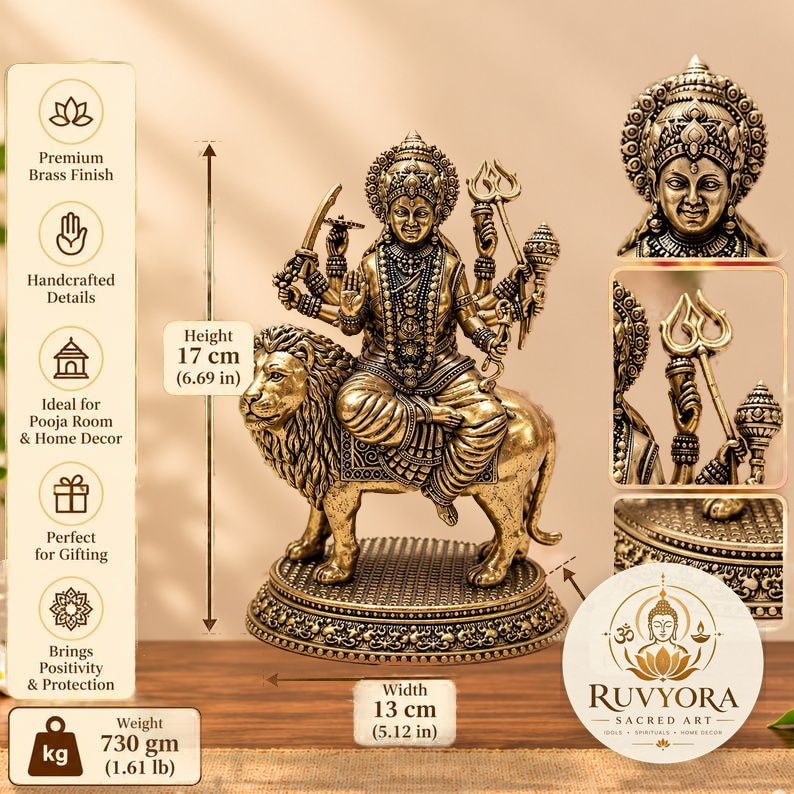 Premium
Brass Finish
Handcrafted
Details
Ideal for
Pooja Room
& Home Decor
Perfect
for Gifting
Brings
Positivity
& Protection
kg
Weight
730 gm
(1.61 lb)
Height
17 cm
(6.69 in)
Width
13 cm
(5.12 in)
ॐ
RUVYORA
SACRED ART
IDOLS • SPIRITUALS • HOME DECOR